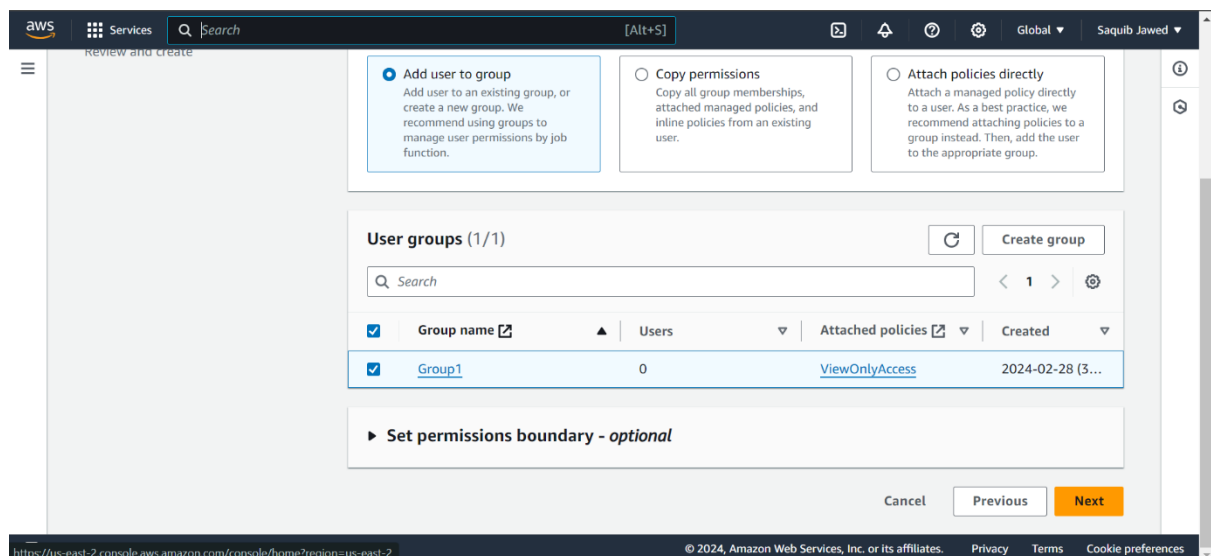 aws Services Search [Alt+S] Global Saquib Jawed
Review and create
Add user to group
Add user to an existing group, or
create a new group. We
recommend using groups to
manage user permissions by job
function.
Copy permissions
Copy all group memberships,
attached managed policies, and
inline policies from an existing
user.
Attach policies directly
Attach a managed policy directly
to a user. As a best practice, we
recommend attaching policies to a
group instead. Then, add the user
to the appropriate group.
User groups (1/1)
Create group
Search
1
Group name Users Attached policies Created
Group1 0 ViewOnlyAccess 2024-02-28 (3...
Set permissions boundary - optional
Cancel Previous Next
https://us-east-2.console.aws.amazon.com/console/home?region=us-east-2
© 2024, Amazon Web Services, Inc. or its affiliates. Privacy Terms Cookie preferences